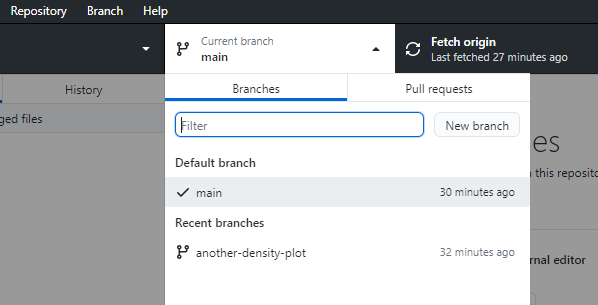 Repository Branch Help
Current branch
main
Fetch origin
Last fetched 27 minutes ago
History
Branches Pull requests
ged files
Filter New branch
es
Default branch
n this reposito
main 30 minutes ago
Recent branches
another-density-plot 32 minutes ago
rnal editor